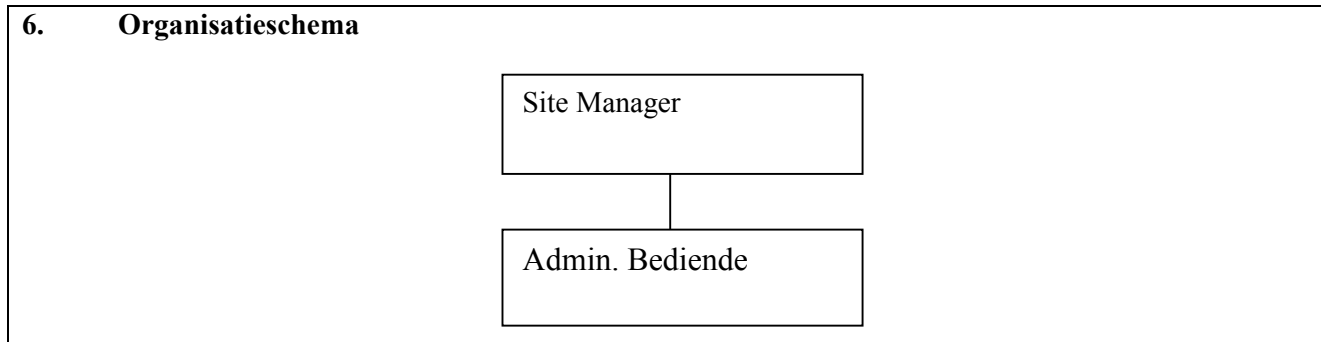 6. Organisatieschema
Site Manager
Admin. Bediende